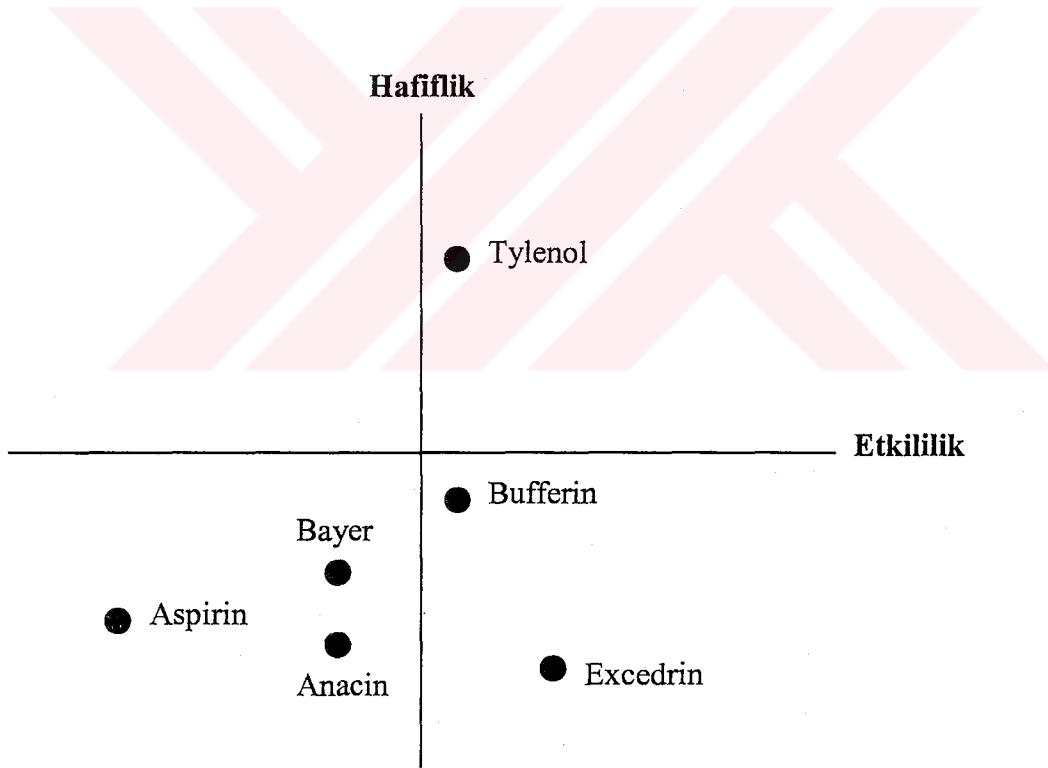 Hafiflik
Tylenol
Etkililik
Bufferin
Bayer
Aspirin
Anacin
Excedrin